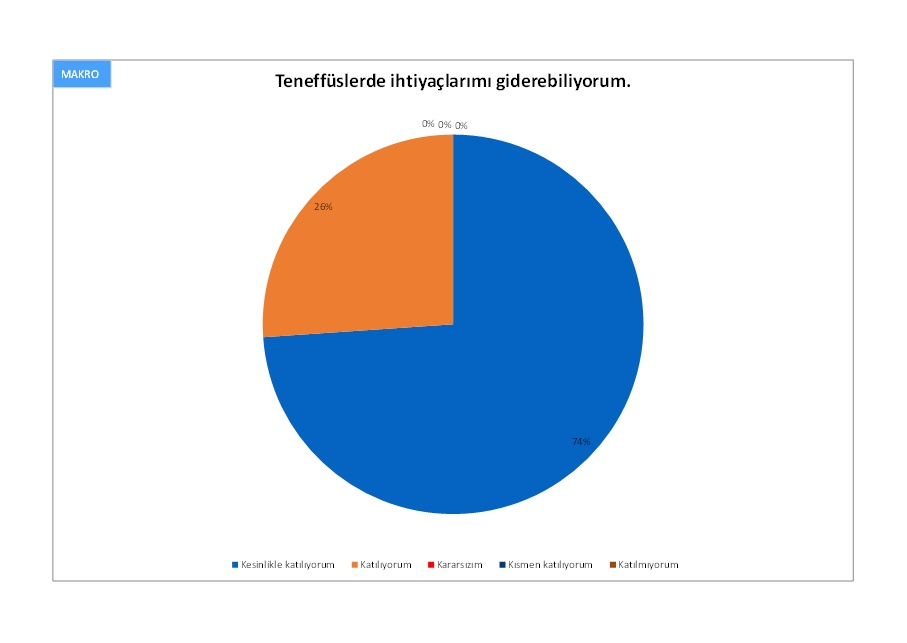 MAKRO
Teneffüslerde ihtiyaçlarımı giderebiliyorum.
0% 0% 0%
26%
74%
Kesinlikle katılıyorum Katılıyorum Kararsızım Kısmen katılıyorum Katılmıyorum